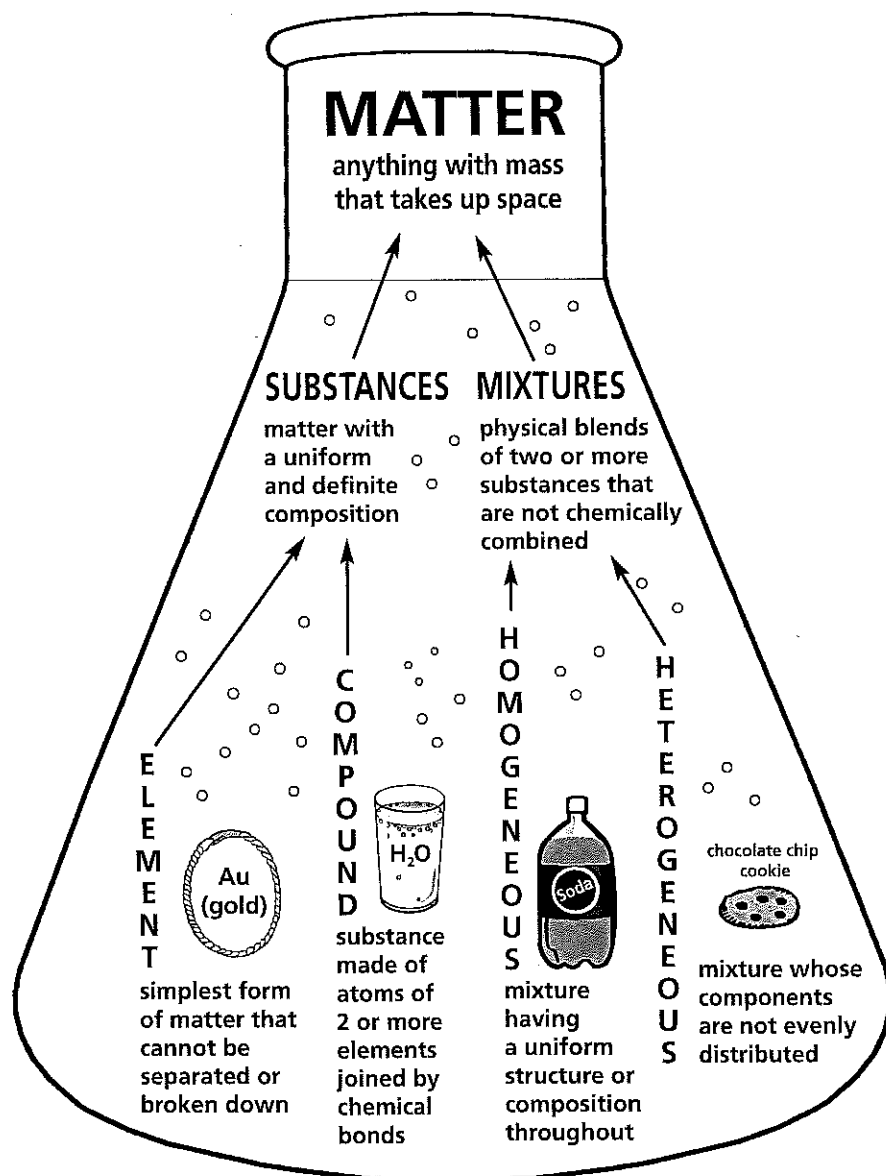 MATTER
anything with mass
that takes up space
SUBSTANCES
matter with
a uniform
and definite
composition
MIXTURES
physical blends
of two or more
substances that
are not chemically
combined
ELEMENT
Au
(gold)
simplest form
of matter that
cannot be
separated or
broken down
COMPOUND
H₂O
substance
made of
atoms of
2 or more
elements
joined by
chemical
bonds
HOMOGENEOUS
Soda
mixture
having
a uniform
structure or
composition
throughout
HETEROGENEOUS
chocolate chip
cookie
mixture whose
components
are not evenly
distributed